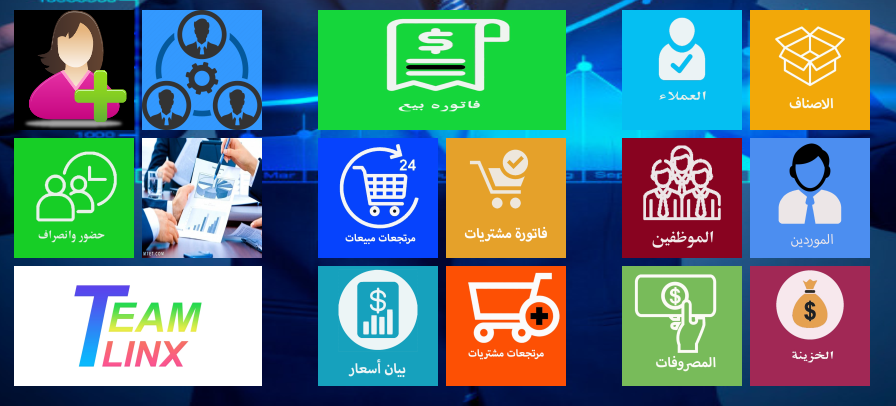 فاتوره بيع
العملاء
الاصناف
حضور وانصراف
24
مرتجعات مبيعات
فاتورة مشتريات
الموظفين
الموردين
TEAM
LINX
بيان أسعار
مرتجعات مشتريات
المصروفات
الخزينة